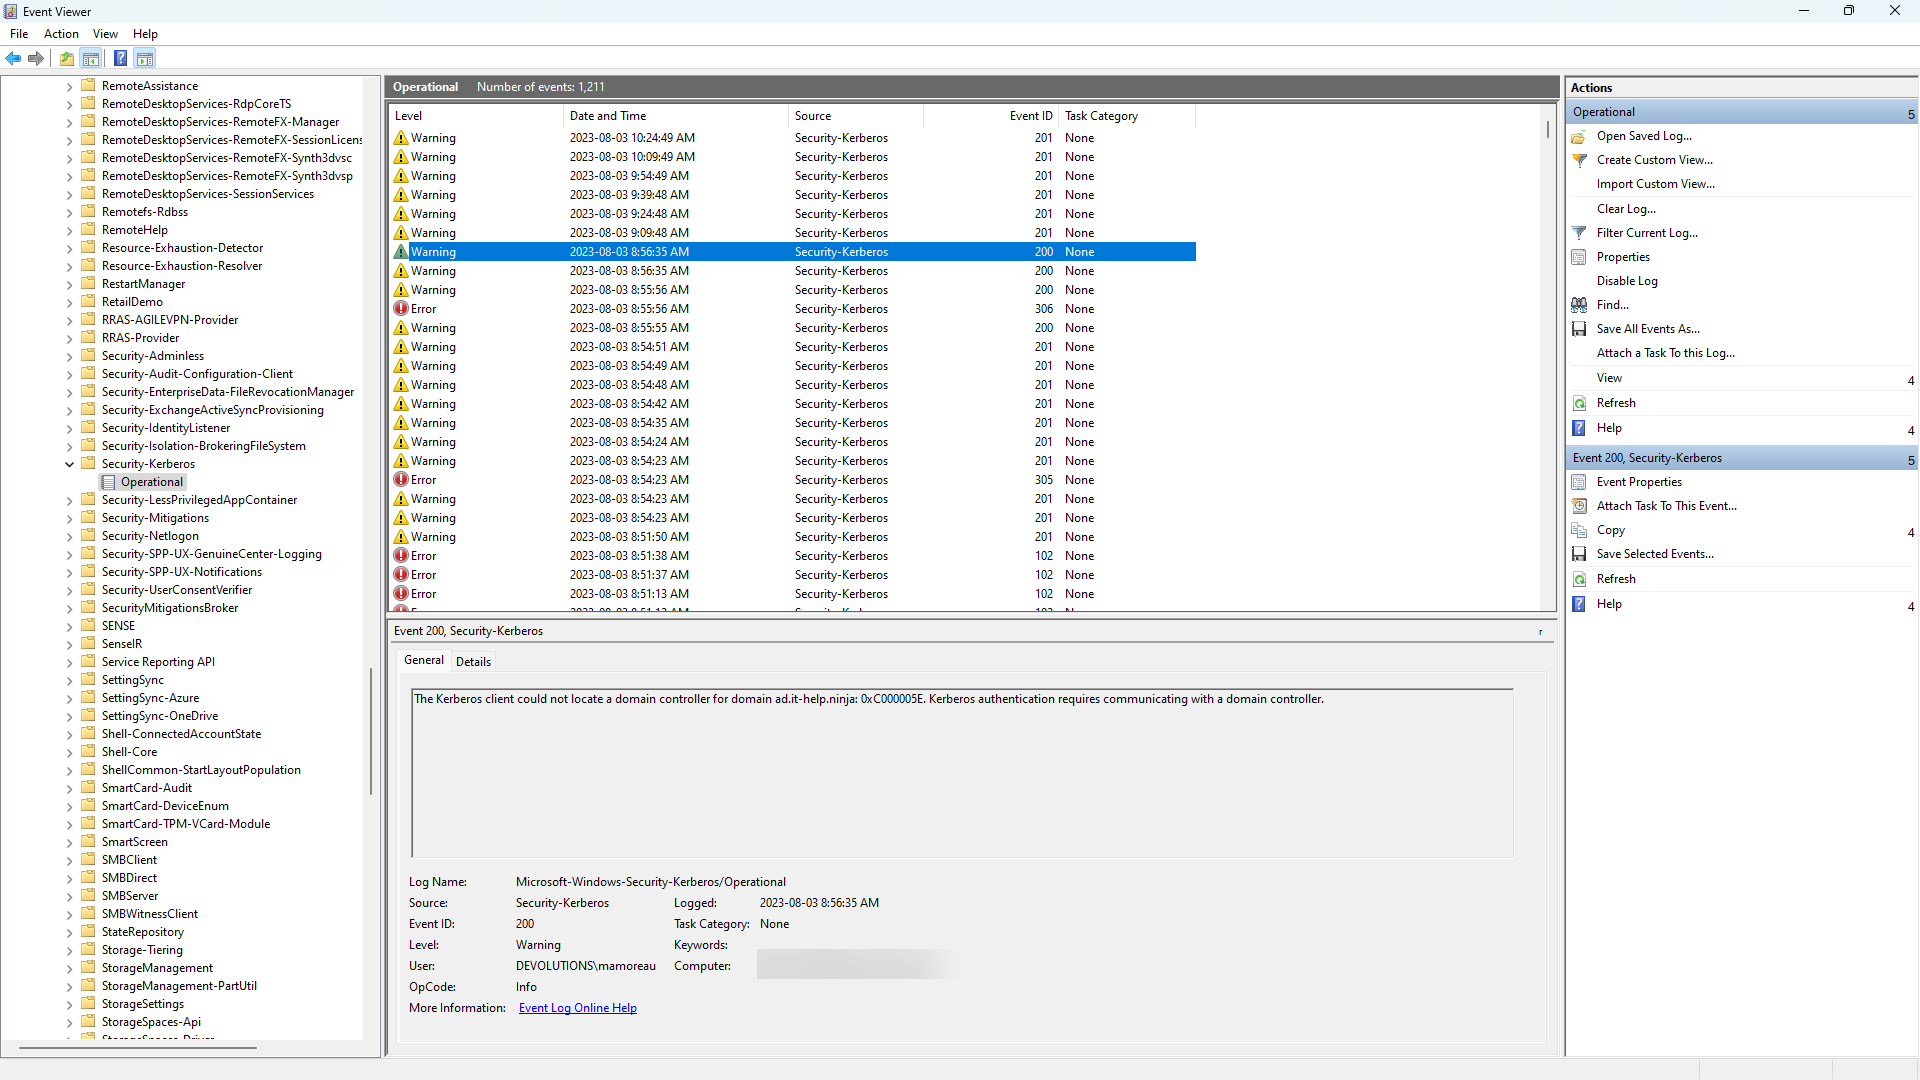 Event Viewer
File Action View Help
RemoteAssistance
RemoteDesktopServices-RdpCoreTS
RemoteDesktopServices-RemoteFX-Manager
RemoteDesktopServices-RemoteFX-SessionLicens
RemoteDesktopServices-RemoteFX-Synth3dvsc
RemoteDesktopServices-RemoteFX-Synth3dvsp
RemoteDesktopServices-SessionServices
Remotefs-Rdbss
RemoteHelp
Resource-Exhaustion-Detector
Resource-Exhaustion-Resolver
RestartManager
RetailDemo
RRAS-AGILEVPN-Provider
RRAS-Provider
Security-Adminless
Security-Audit-Configuration-Client
Security-EnterpriseData-FileRevocationManager
Security-ExchangeActiveSyncProvisioning
Security-IdentityListener
Security-Isolation-BrokeringFileSystem
Security-Kerberos
Operational
Security-LessPrivilegedAppContainer
Security-Mitigations
Security-Netlogon
Security-SPP-UX-GenuineCenter-Logging
Security-SPP-UX-Notifications
Security-UserConsentVerifier
SecurityMitigationsBroker
SENSE
SenseIR
Service Reporting API
SettingSync
SettingSync-Azure
SettingSync-OneDrive
Shell-ConnectedAccountState
Shell-Core
ShellCommon-StartLayoutPopulation
SmartCard-Audit
SmartCard-DeviceEnum
SmartCard-TPM-VCard-Module
SmartScreen
SMBClient
SMBDirect
SMBServer
SMBWitnessClient
StateRepository
Storage-Tiering
StorageManagement
StorageManagement-PartUtil
StorageSettings
StorageSpaces-Api
StorageSpaces-Driver
Operational Number of events: 1,211
Level Date and Time Source Event ID Task Category
Warning 2023-08-03 10:24:49 AM Security-Kerberos 201 None
Warning 2023-08-03 10:09:49 AM Security-Kerberos 201 None
Warning 2023-08-03 9:54:49 AM Security-Kerberos 201 None
Warning 2023-08-03 9:39:48 AM Security-Kerberos 201 None
Warning 2023-08-03 9:24:48 AM Security-Kerberos 201 None
Warning 2023-08-03 9:09:48 AM Security-Kerberos 201 None
Warning 2023-08-03 8:56:35 AM Security-Kerberos 200 None
Warning 2023-08-03 8:56:35 AM Security-Kerberos 200 None
Warning 2023-08-03 8:55:56 AM Security-Kerberos 200 None
Error 2023-08-03 8:55:56 AM Security-Kerberos 306 None
Warning 2023-08-03 8:55:55 AM Security-Kerberos 200 None
Warning 2023-08-03 8:54:51 AM Security-Kerberos 201 None
Warning 2023-08-03 8:54:49 AM Security-Kerberos 201 None
Warning 2023-08-03 8:54:48 AM Security-Kerberos 201 None
Warning 2023-08-03 8:54:42 AM Security-Kerberos 201 None
Warning 2023-08-03 8:54:35 AM Security-Kerberos 201 None
Warning 2023-08-03 8:54:24 AM Security-Kerberos 201 None
Warning 2023-08-03 8:54:23 AM Security-Kerberos 201 None
Error 2023-08-03 8:54:23 AM Security-Kerberos 305 None
Warning 2023-08-03 8:54:23 AM Security-Kerberos 201 None
Warning 2023-08-03 8:54:23 AM Security-Kerberos 201 None
Warning 2023-08-03 8:51:50 AM Security-Kerberos 201 None
Error 2023-08-03 8:51:38 AM Security-Kerberos 102 None
Error 2023-08-03 8:51:37 AM Security-Kerberos 102 None
Error 2023-08-03 8:51:13 AM Security-Kerberos 102 None
Event 200, Security-Kerberos
General Details
The Kerberos client could not locate a domain controller for domain ad.it-help.ninja: 0xC000005E. Kerberos authentication requires communicating with a domain controller.
Log Name: Microsoft-Windows-Security-Kerberos/Operational
Source: Security-Kerberos Logged: 2023-08-03 8:56:35 AM
Event ID: 200 Task Category: None
Level: Warning Keywords:
User: DEVOLUTIONS\mamoreau Computer:
OpCode: Info
More Information: Event Log Online Help
Actions
Operational 5
Open Saved Log...
Create Custom View...
Import Custom View...
Clear Log...
Filter Current Log...
Properties
Disable Log
Find...
Save All Events As...
Attach a Task To this Log...
View 4
Refresh
Help 4
Event 200, Security-Kerberos 5
Event Properties
Attach Task To This Event...
Copy 4
Save Selected Events...
Refresh
Help 4